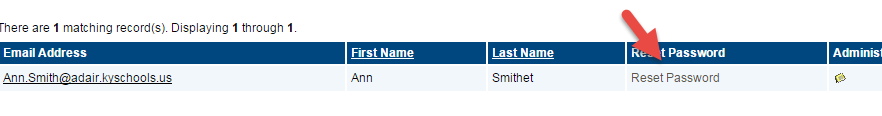 There are 1 matching record(s). Displaying 1 through 1.
Email Address First Name Last Name Reset Password Administ
Ann.Smith@adair.kyschools.us Ann Smithet Reset Password